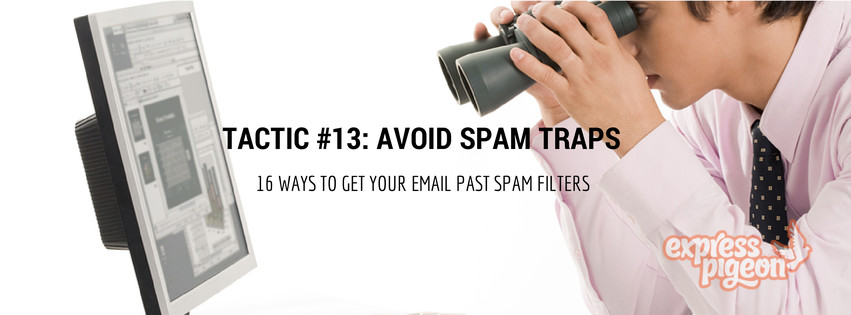 TACTIC #13: AVOID SPAM TRAPS
16 WAYS TO GET YOUR EMAIL PAST SPAM FILTERS
express
pigeon